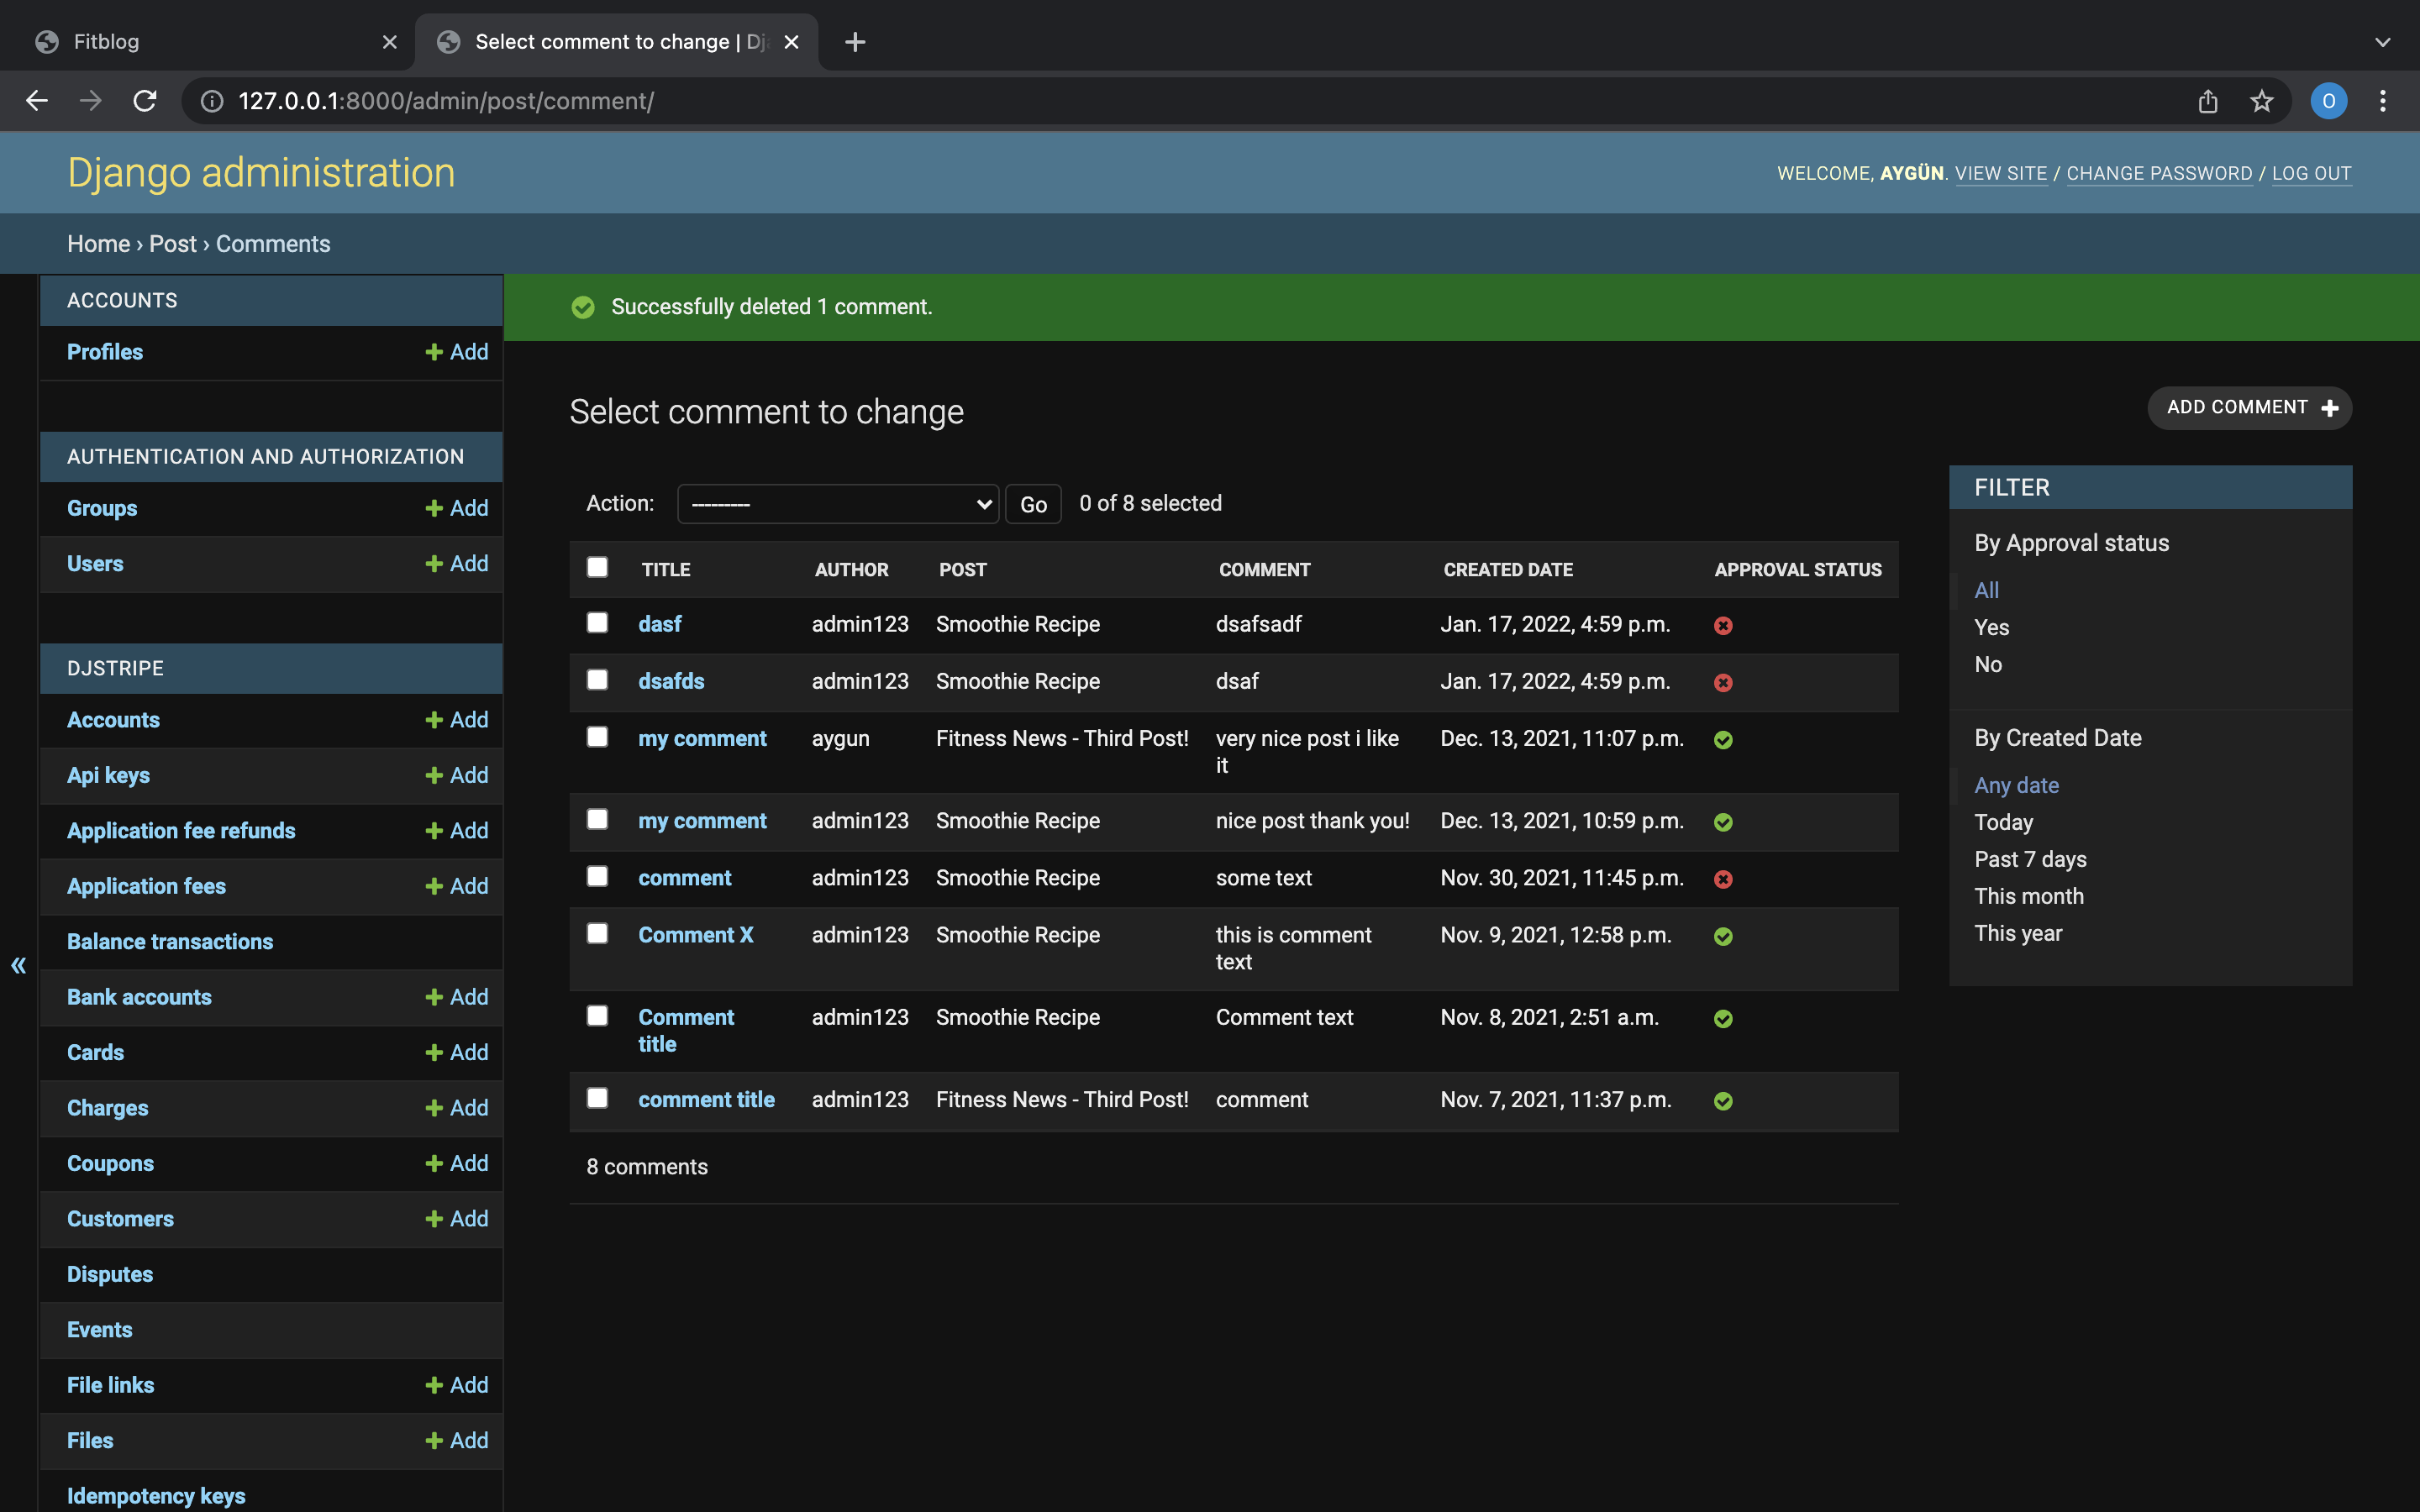 Fitblog
Select comment to change | Dj
127.0.0.1:8000/admin/post/comment/
O
Django administration
WELCOME, AYGÜN. VIEW SITE / CHANGE PASSWORD / LOG OUT
Home › Post › Comments
ACCOUNTS
Profiles + Add
AUTHENTICATION AND AUTHORIZATION
Groups + Add
Users + Add
DJSTRIPE
Accounts + Add
Api keys + Add
Application fee refunds + Add
Application fees + Add
Balance transactions
Bank accounts + Add
Cards + Add
Charges + Add
Coupons + Add
Customers + Add
Disputes
Events
File links + Add
Files + Add
Idempotency keys
«
Successfully deleted 1 comment.
Select comment to change
ADD COMMENT +
Action: --------- Go 0 of 8 selected
TITLE AUTHOR POST COMMENT CREATED DATE APPROVAL STATUS
dasf admin123 Smoothie Recipe dsafsadf Jan. 17, 2022, 4:59 p.m.
dsafds admin123 Smoothie Recipe dsaf Jan. 17, 2022, 4:59 p.m.
my comment aygun Fitness News - Third Post! very nice post i like Dec. 13, 2021, 11:07 p.m.
it
my comment admin123 Smoothie Recipe nice post thank you! Dec. 13, 2021, 10:59 p.m.
comment admin123 Smoothie Recipe some text Nov. 30, 2021, 11:45 p.m.
Comment X admin123 Smoothie Recipe this is comment Nov. 9, 2021, 12:58 p.m.
text
Comment admin123 Smoothie Recipe Comment text Nov. 8, 2021, 2:51 a.m.
title
comment title admin123 Fitness News - Third Post! comment Nov. 7, 2021, 11:37 p.m.
8 comments
FILTER
By Approval status
All
Yes
No
By Created Date
Any date
Today
Past 7 days
This month
This year